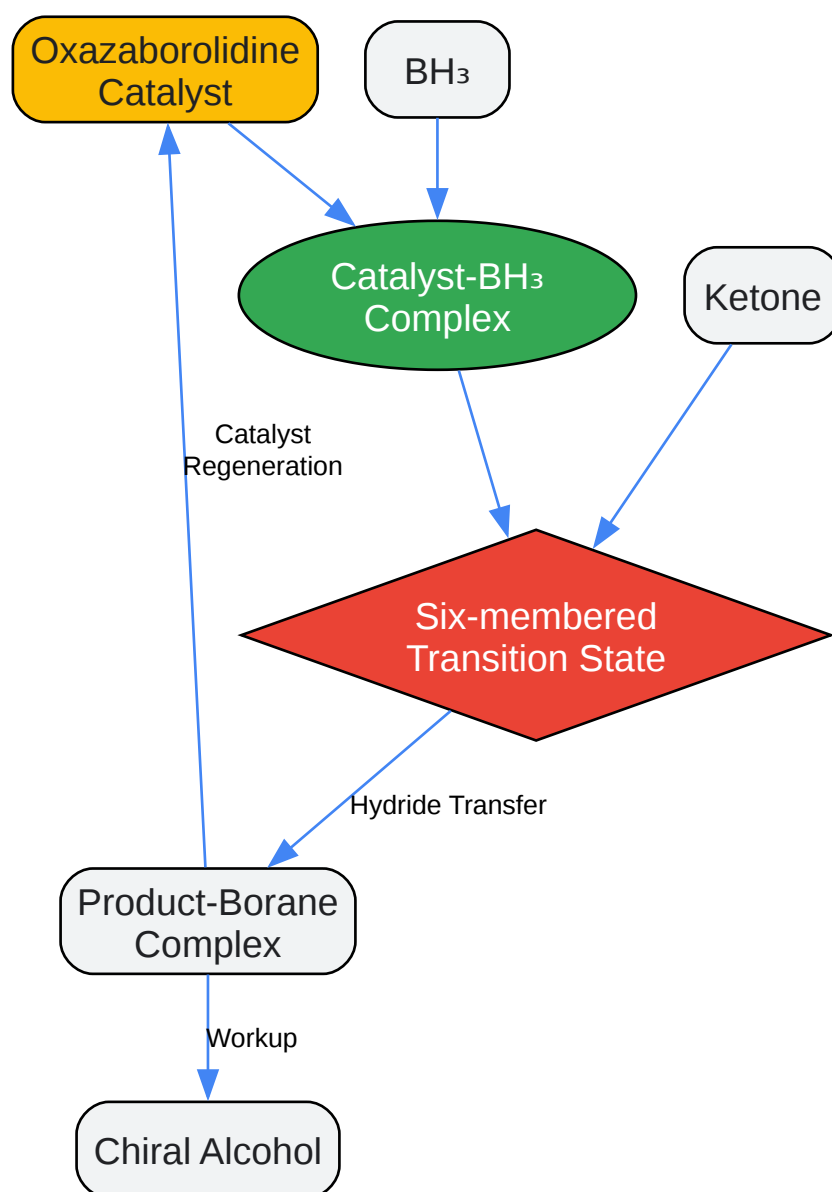 Oxazaborolidine
Catalyst
BH₃
Catalyst-BH₃
Complex
Ketone
Catalyst
Regeneration
Six-membered
Transition State
Hydride Transfer
Product-Borane
Complex
Workup
Chiral Alcohol